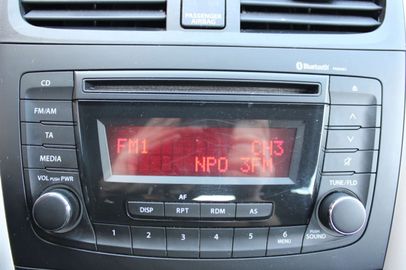 PASSENGER
AIRBAG
Bluetooth
CD
FM/AM
TA
MEDIA
VOL PUSH PWR
FM1 CH3
NPO 3FM
TUNE/FLD
PUSH SOUND
AF
DISP RPT RDM AS
1 2 3 4 5 6
MENU